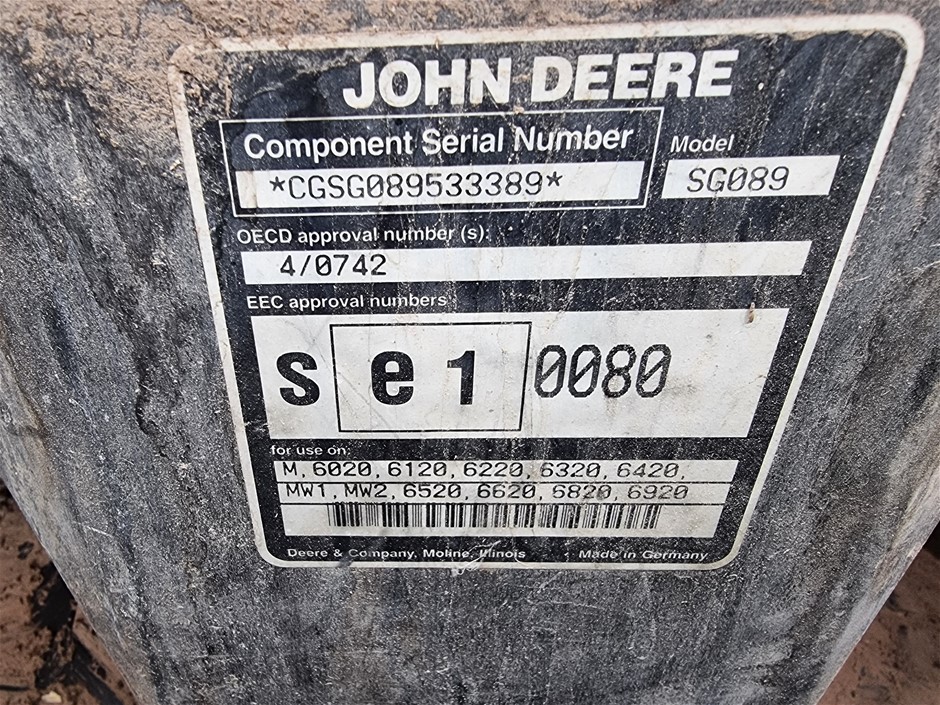 JOHN DEERE
Component Serial Number
Model
*CGSG089533389*
SG089
OECD approval number (s):
4/0742
EEC approval numbers
s e 1 0080
for use on:
M, 6020, 6120, 6220, 6320, 6420,
MW1, MW2, 6520, 6620, 6820, 6920
Deere & Company, Moline, Illinois Made in Germany